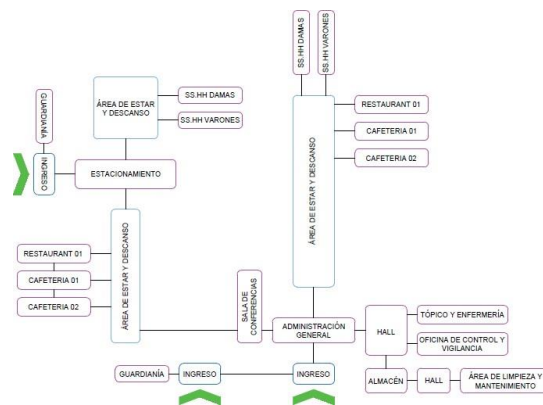 SS.HH DAMAS
SS.HH VARONES
ÁREA DE ESTAR
Y DESCANSO
SS.HH DAMAS
SS.HH VARONES
GUARDIANÍA
INGRESO
ESTACIONAMIENTO
ÁREA DE ESTAR Y DESCANSO
RESTAURANT 01
CAFETERIA 01
CAFETERIA 02
RESTAURANT 01
CAFETERIA 01
CAFETERIA 02
ÁREA DE ESTAR Y DESCANSO
SALA DE
CONFERENCIAS
ADMINISTRACIÓN
GENERAL
HALL
TÓPICO Y ENFERMERÍA
OFICINA DE CONTROL Y
VIGILANCIA
GUARDIANÍA
INGRESO
INGRESO
ALMACÉN
HALL
ÁREA DE LIMPIEZA Y
MANTENIMIENTO